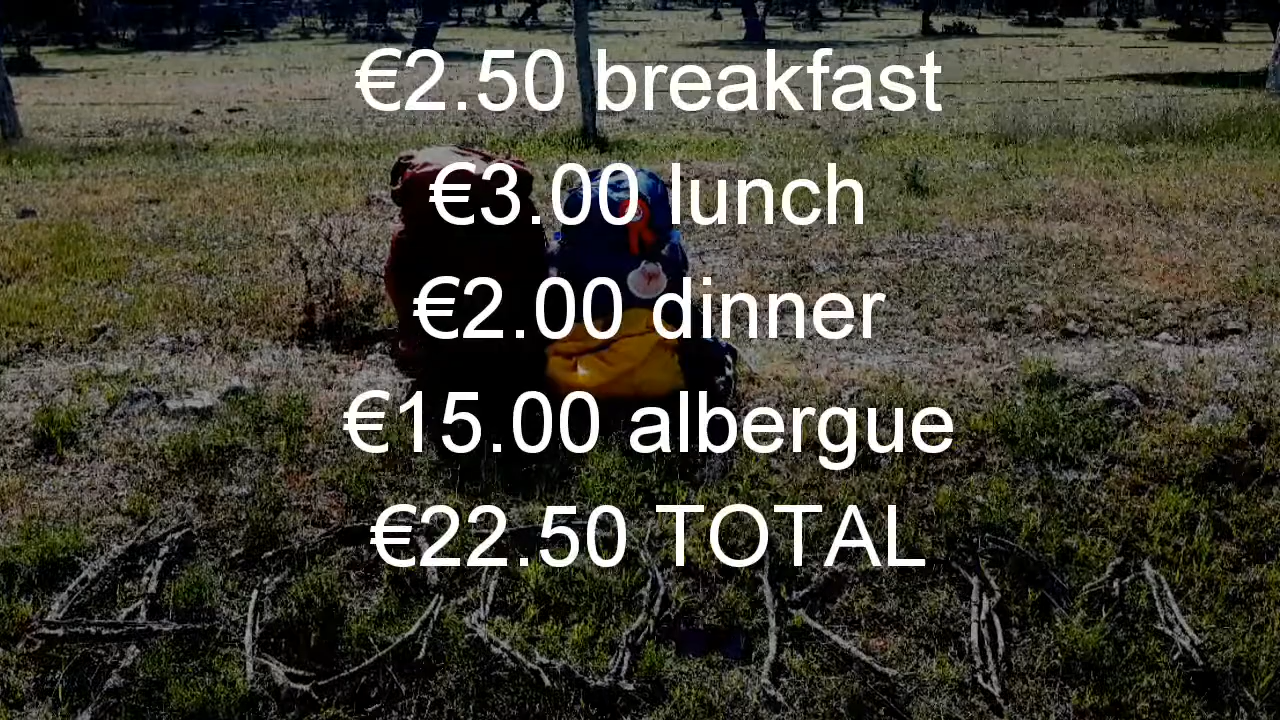 €2.50 breakfast
€3.00 lunch
€2.00 dinner
€15.00 albergue
€22.50 TOTAL